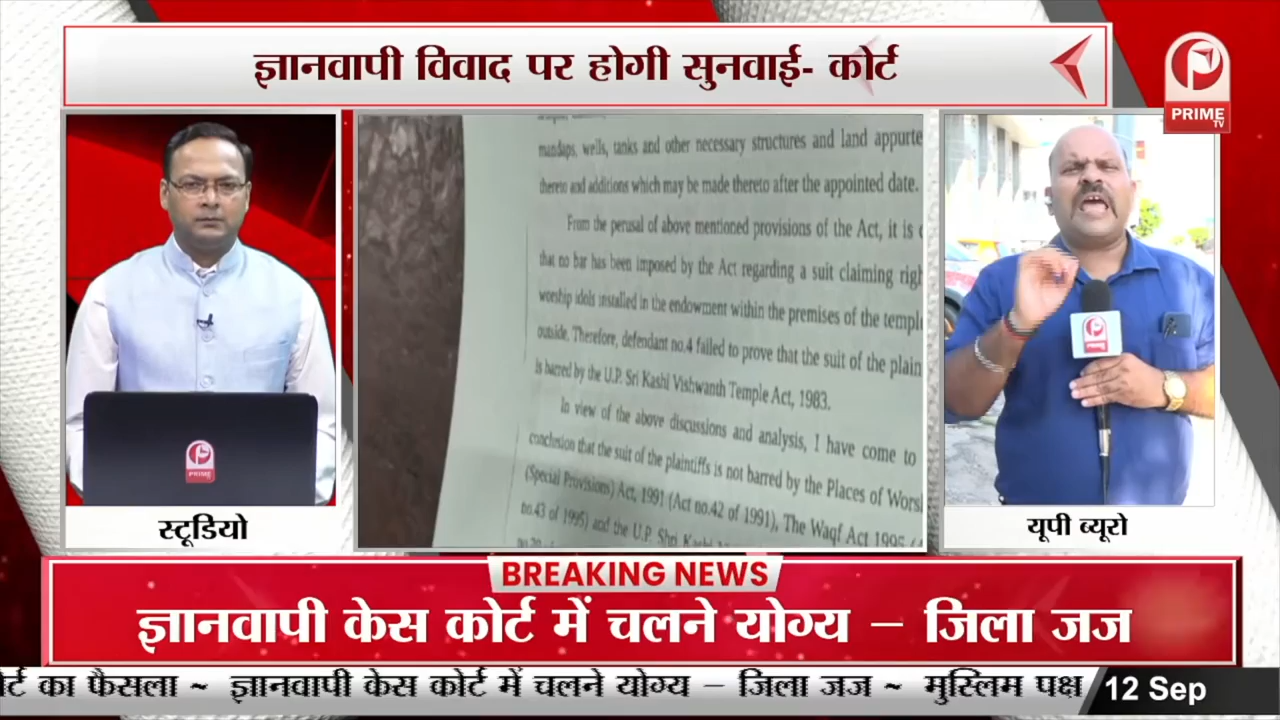 ज्ञानवापी विवाद पर होगी सुनवाई- कोर्ट
PRIME
TV
mandaps, wells, tanks and other necessary structures and land appurte
thereto and additions which may be made thereto after the appointed date.
From the perusal of above mentioned provisions of the Act, it is
that no bar has been imposed by the Act regarding a suit claiming righ
worship idols installed in the endowment within the premises of the templ
outside. Therefore, defendant no.4 failed to prove that the suit of the plain
is barred by the U.P. Sri Kashi Vishwanth Temple Act, 1983.
In view of the above discussions and analysis, I have come to
conclusion that the suit of the plaintiffs is not barred by the Places of Wors
(Special Provisions) Act, 1991 (Act no.42 of 1991), The Waqf Act 1995
no.43 of 1995) and the U.P. Shri
PRIME
स्टूडियो
यूपी ब्यूरो
BREAKING NEWS
ज्ञानवापी केस कोर्ट में चलने योग्य – जिला जज
र्ट का फैसला ~ ज्ञानवापी केस कोर्ट में चलने योग्य – जिला जज ~ मुस्लिम पक्ष
12 Sep